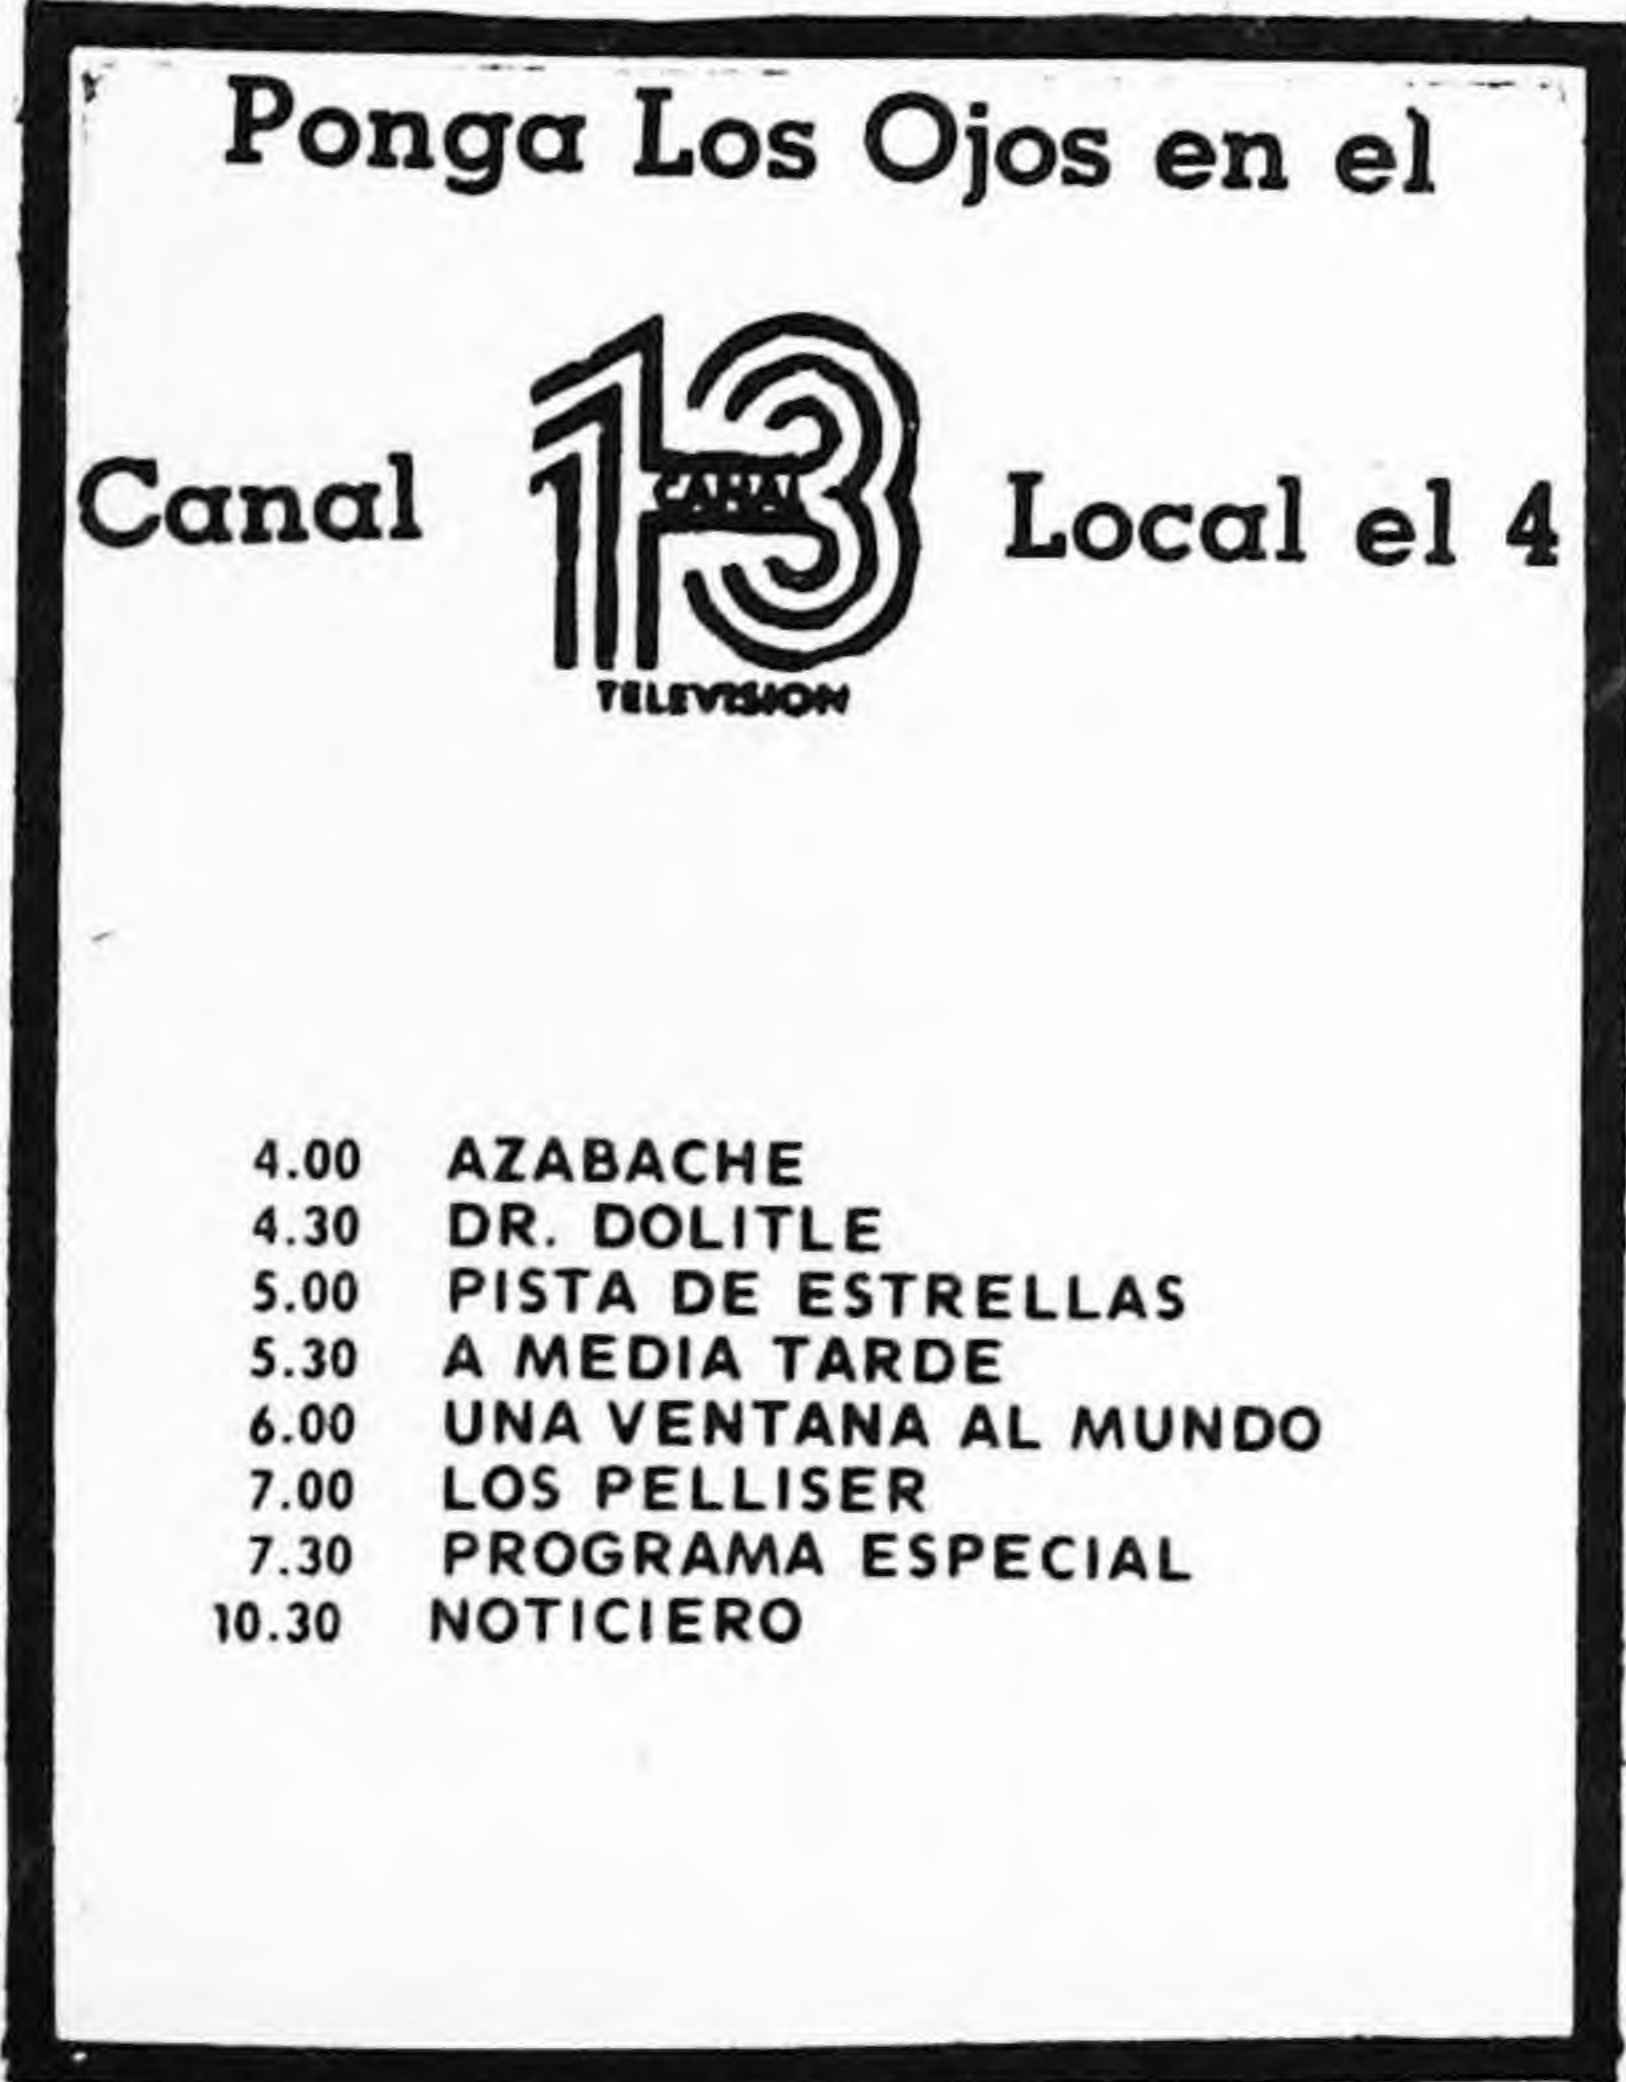 Ponga Los Ojos en el
Canal 13 Local el 4
CANAL
TELEVISION
4.00 AZABACHE
4.30 DR. DOLITLE
5.00 PISTA DE ESTRELLAS
5.30 A MEDIA TARDE
6.00 UNA VENTANA AL MUNDO
7.00 LOS PELLISER
7.30 PROGRAMA ESPECIAL
10.30 NOTICIERO